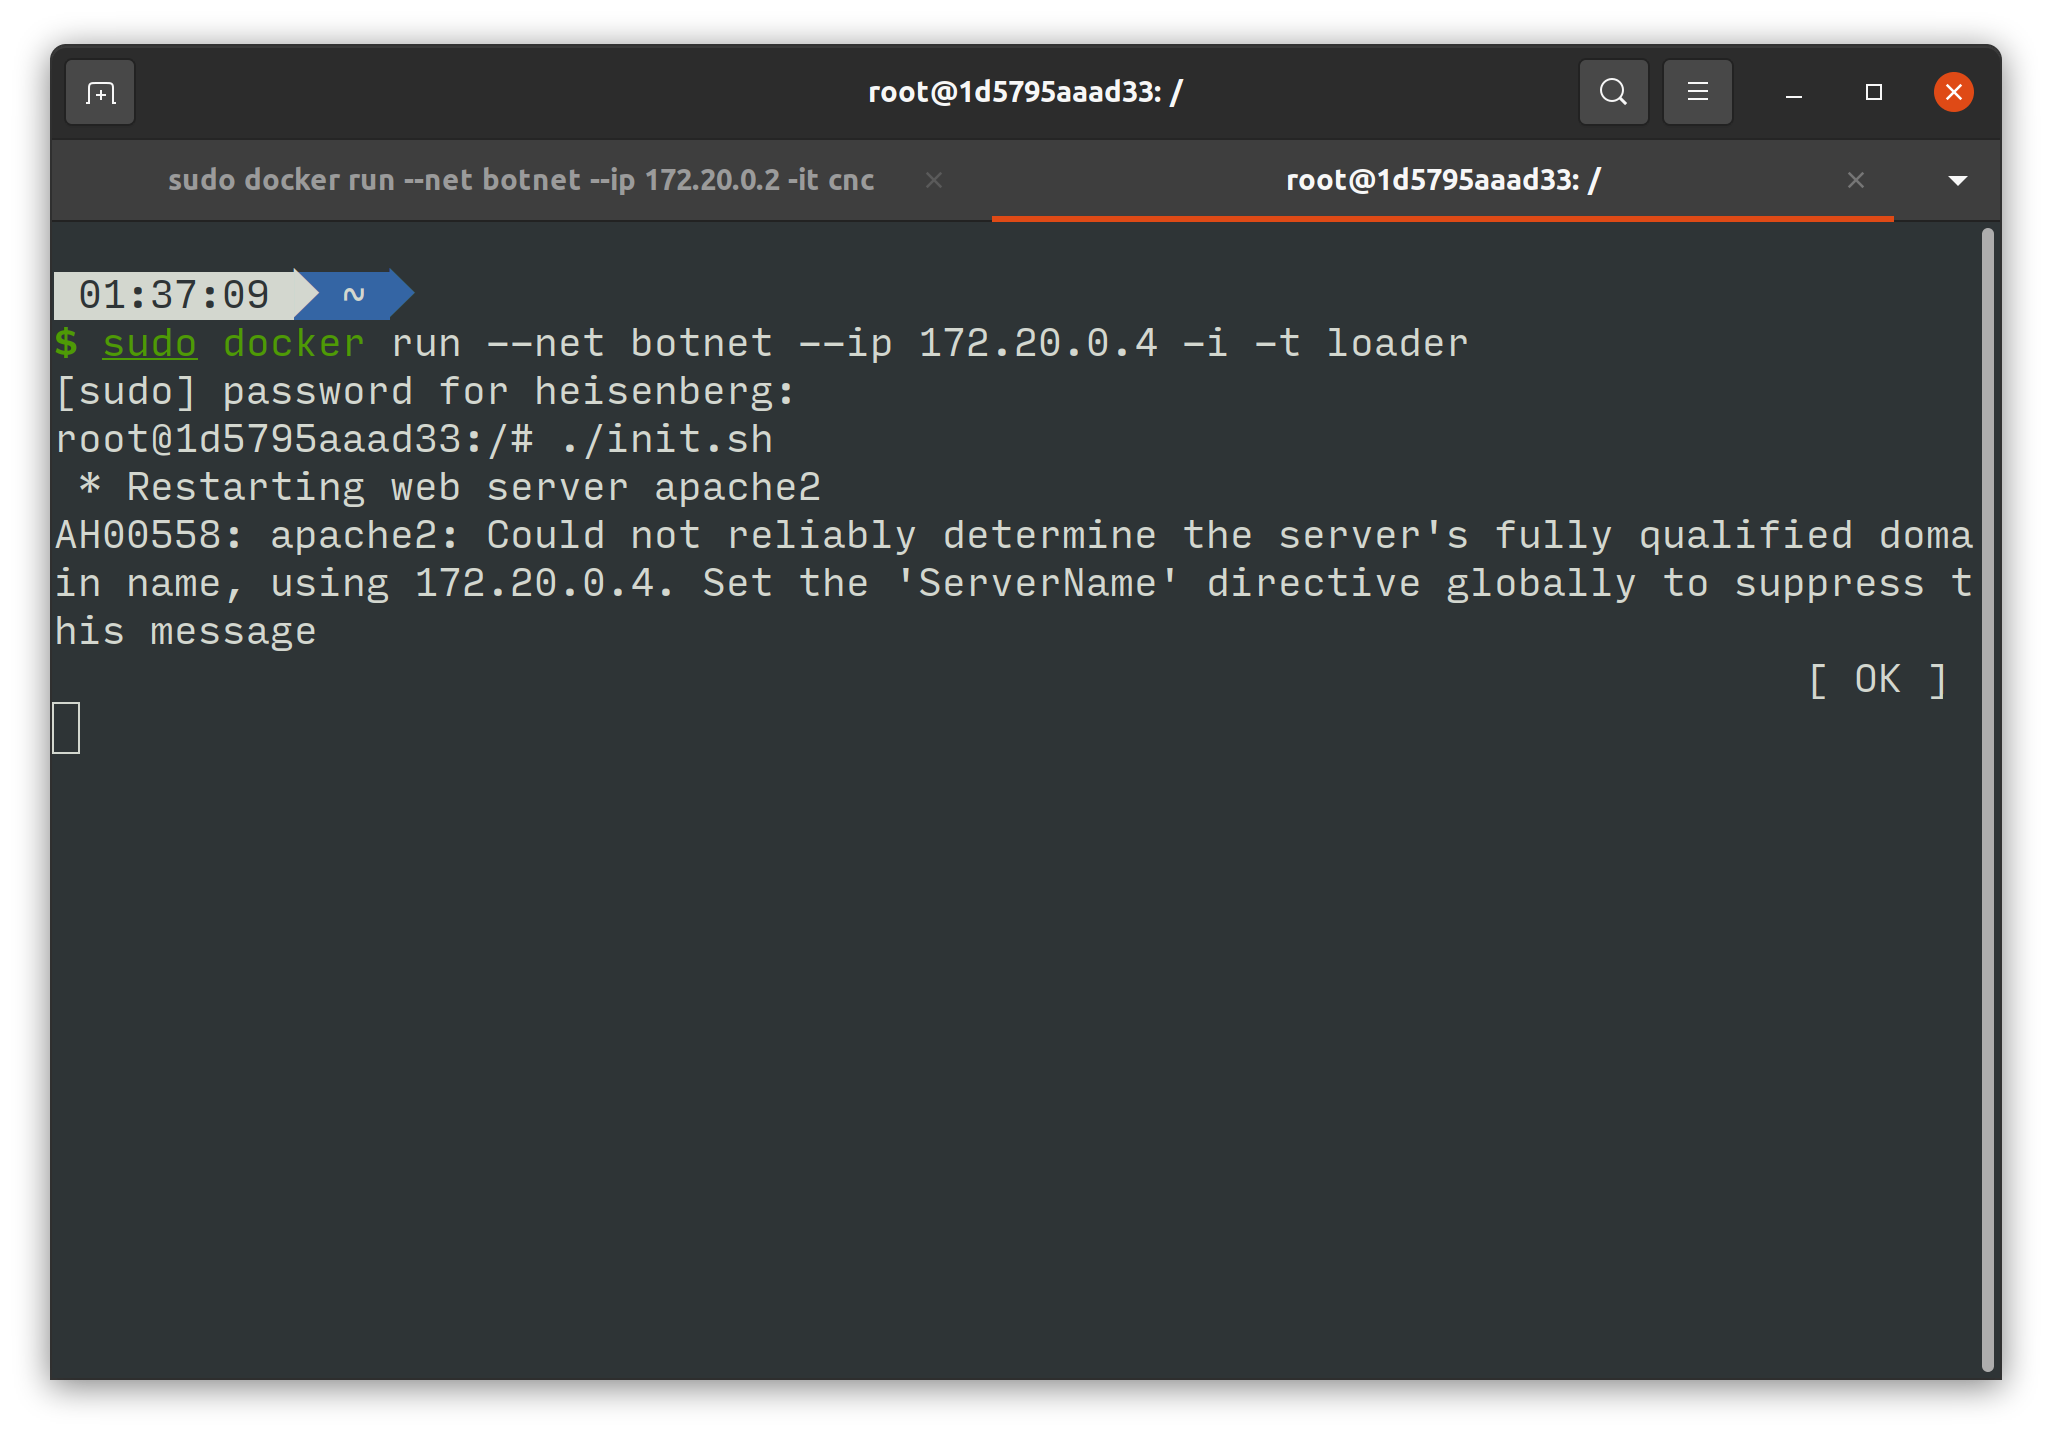 root@1d5795aaad33: /
sudo docker run --net botnet --ip 172.20.0.2 -it cnc
root@1d5795aaad33: /
01:37:09 ~
$ sudo docker run --net botnet --ip 172.20.0.4 -i -t loader
[sudo] password for heisenberg:
root@1d5795aaad33:/# ./init.sh
* Restarting web server apache2
AH00558: apache2: Could not reliably determine the server's fully qualified doma
in name, using 172.20.0.4. Set the 'ServerName' directive globally to suppress t
his message
[ OK ]